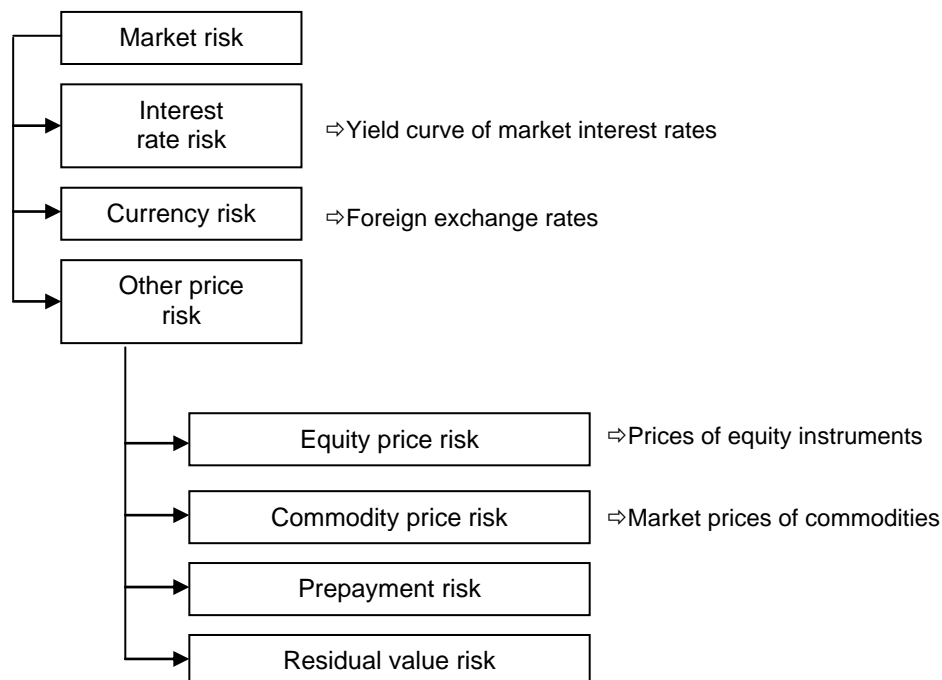 Market risk
Interest
rate risk
⇨Yield curve of market interest rates
Currency risk
⇨Foreign exchange rates
Other price
risk
Equity price risk
⇨Prices of equity instruments
Commodity price risk
⇨Market prices of commodities
Prepayment risk
Residual value risk